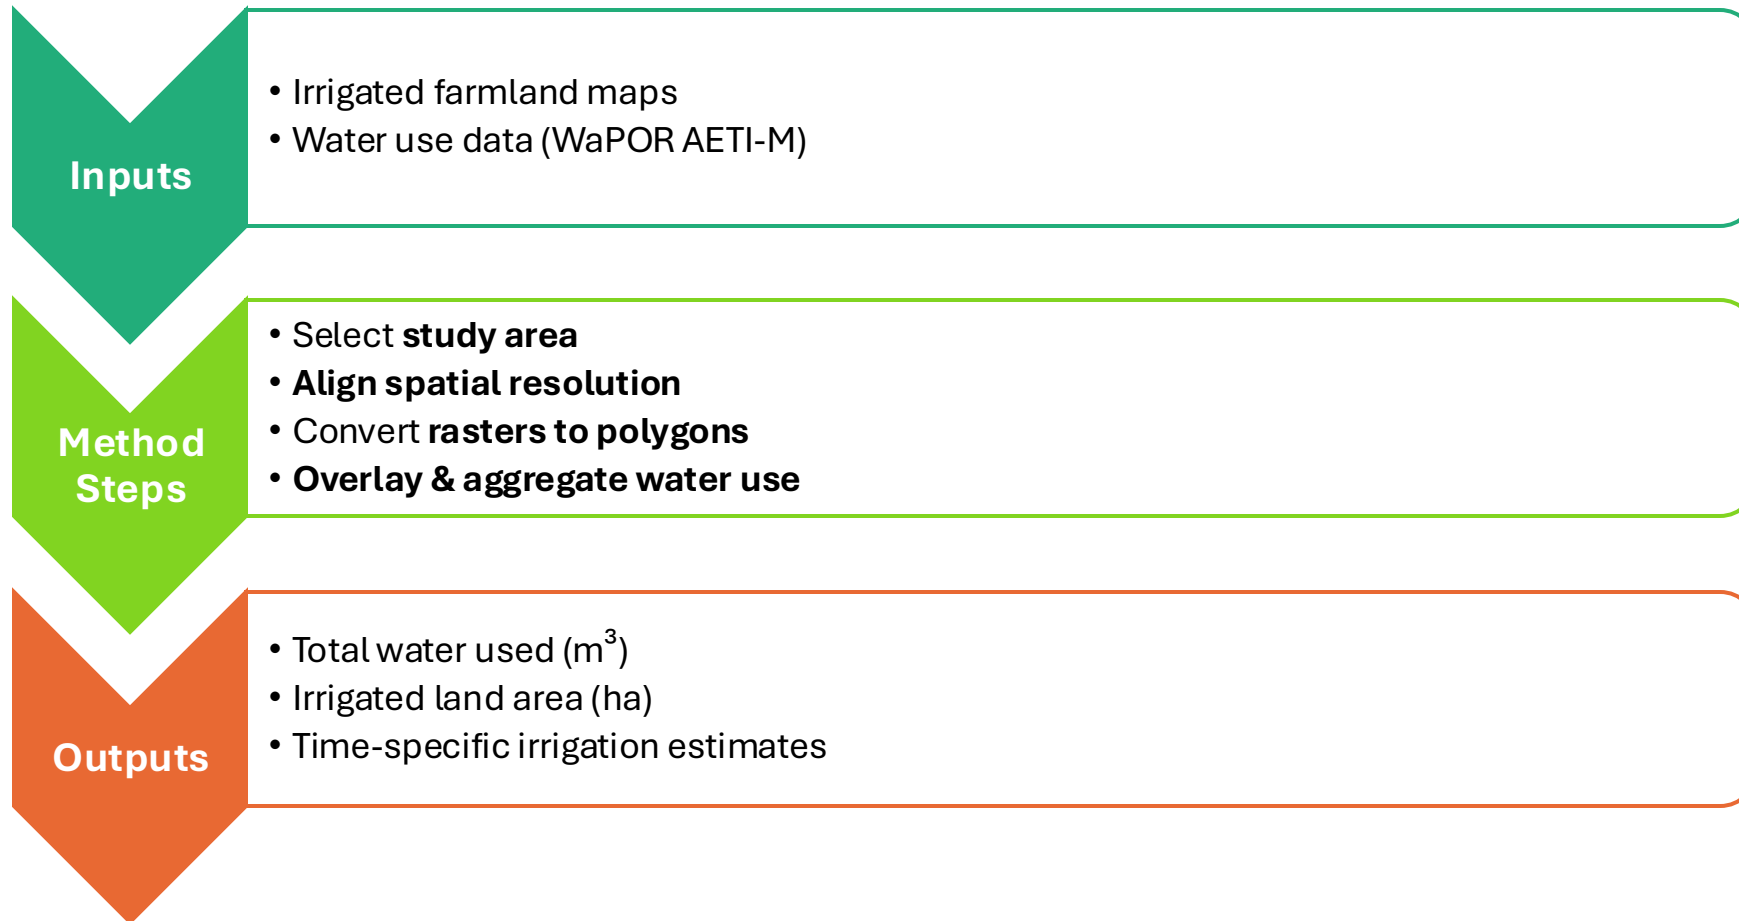 Inputs
• Irrigated farmland maps
• Water use data (WaPOR AETI-M)
Method
Steps
• Select study area
• Align spatial resolution
• Convert rasters to polygons
• Overlay & aggregate water use
Outputs
• Total water used (m³)
• Irrigated land area (ha)
• Time-specific irrigation estimates